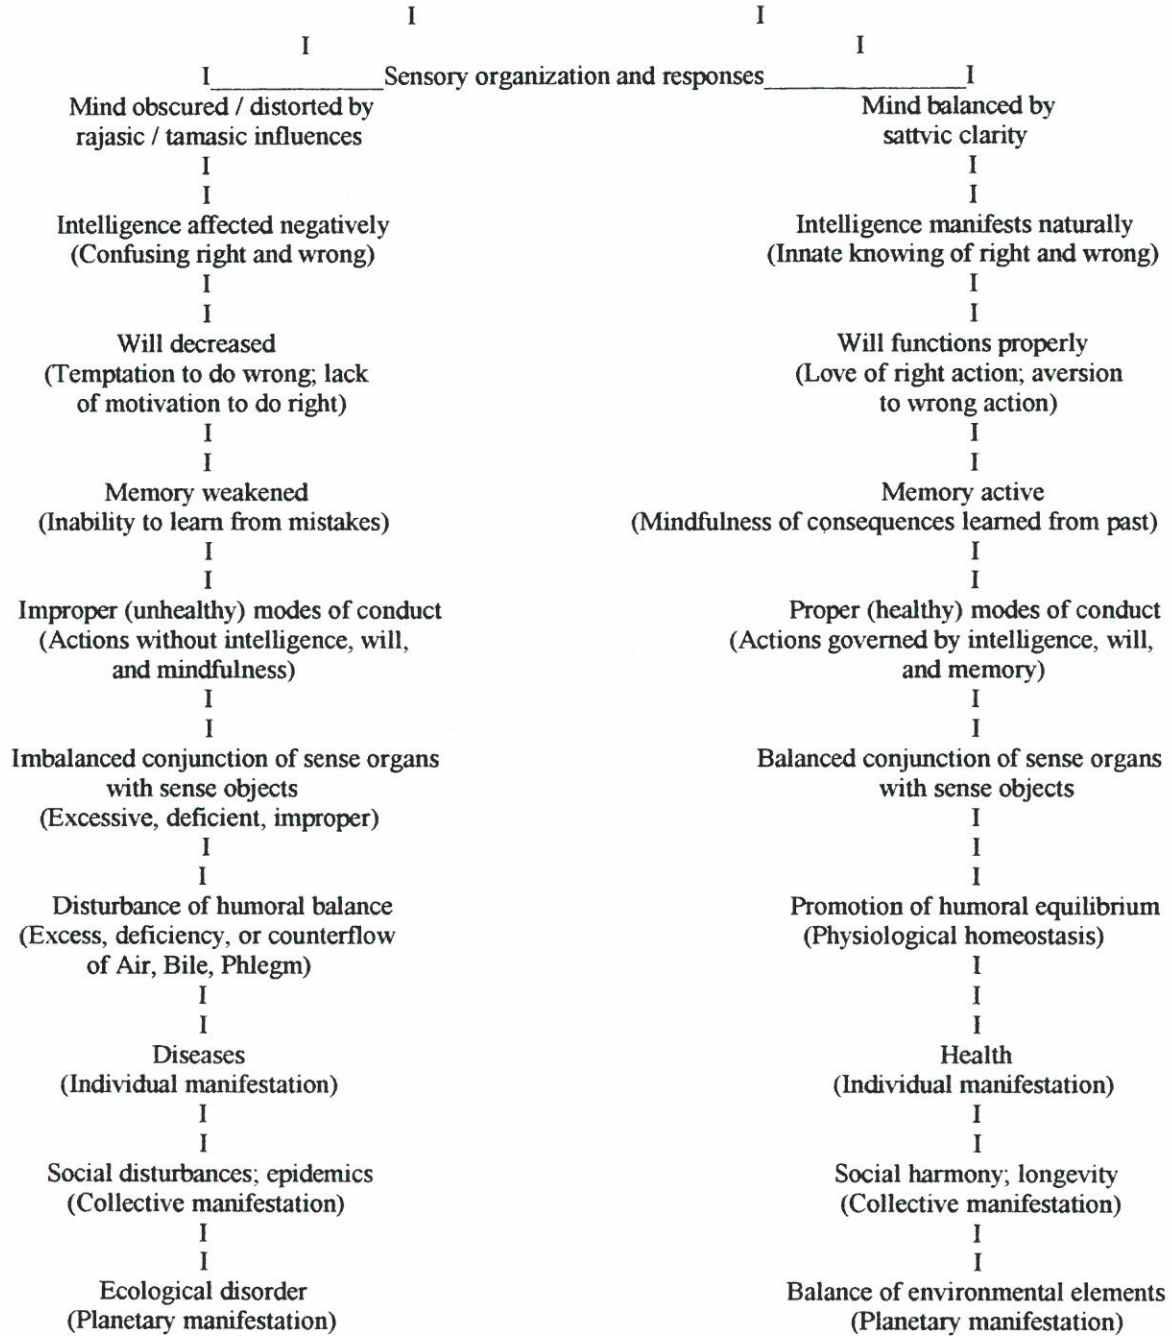 I I
I I
I____________Sensory organization and responses______________I
Mind obscured / distorted by
rajasic / tamasic influences
Mind balanced by
sattvic clarity
I I
I I
Intelligence affected negatively
(Confusing right and wrong)
Intelligence manifests naturally
(Innate knowing of right and wrong)
I I
I I
Will decreased
(Temptation to do wrong; lack
of motivation to do right)
Will functions properly
(Love of right action; aversion
to wrong action)
I I
I I
Memory weakened
(Inability to learn from mistakes)
Memory active
(Mindfulness of consequences learned from past)
I I
I I
Improper (unhealthy) modes of conduct
(Actions without intelligence, will,
and mindfulness)
Proper (healthy) modes of conduct
(Actions governed by intelligence, will,
and memory)
I I
I I
Imbalanced conjunction of sense organs
with sense objects
(Excessive, deficient, improper)
I
I
Balanced conjunction of sense organs
with sense objects
I
I
I
Disturbance of humoral balance
(Excess, deficiency, or counterflow
of Air, Bile, Phlegm)
I
I
Promotion of humoral equilibrium
(Physiological homeostasis)
I
I
I
Diseases
(Individual manifestation)
Health
(Individual manifestation)
I I
I I
Social disturbances; epidemics
(Collective manifestation)
Social harmony; longevity
(Collective manifestation)
I I
I I
Ecological disorder
(Planetary manifestation)
Balance of environmental elements
(Planetary manifestation)